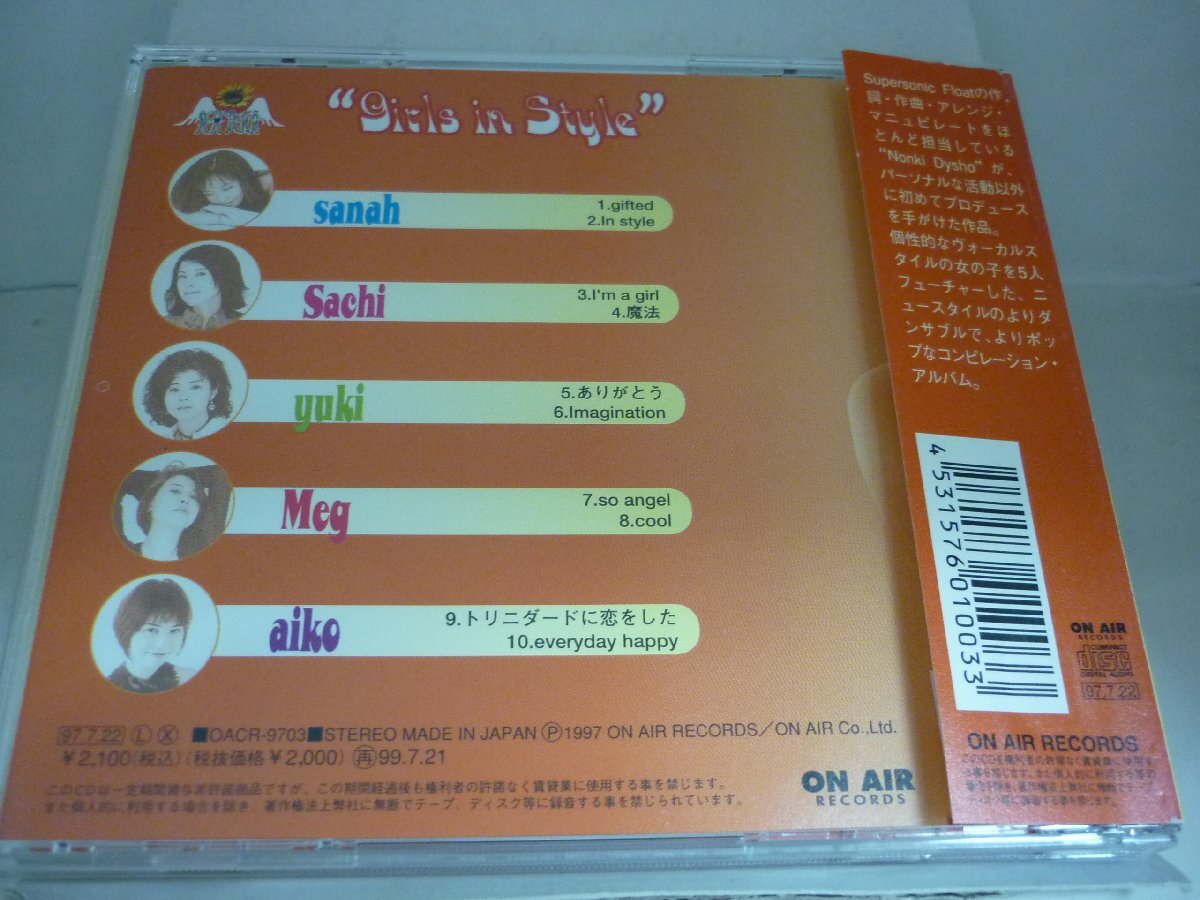 “Girls in Style”
sanah
1.gifted
2.In style
Sachi
3.I'm a girl
4.魔法
yuki
5.ありがとう
6.Imagination
Meg
7.so angel
8.cool
aiko
9.トリニダードに恋をした
10.everyday happy
97.7.22 L X ■OACR-9703■STEREO MADE IN JAPAN Ⓟ1997 ON AIR RECORDS／ON AIR Co.,Ltd.
￥2,100(税込)(税抜価格￥2,000) 再99.7.21
このCDは一定期間貸与非許諾商品ですが、この期間経過後も権利者の許諾なく賃貸業に使用する事を禁じます。
また個人的に利用する場合を除き、著作権法上弊社に無断でテープ、ディスク等に録音する事を禁じられています。
ON AIR
RECORDS
Supersonic Floatの作
詞・作曲・アレンジ・
マニュピレートをほ
とんと担当している
“Nonki Dysho”が、
パーソナルな活動以外
に初めてプロデュース
を手がけた作品。
個性的なヴォーカルス
タイルの女の子を5人
フューチャーした、ニ
ュースタイルのよりダ
ンサブルで、よりポッ
プなコンピレーション・
アルバム。
4531576010033
ON AIR
RECORDS
COMPACT
disc
DIGITAL AUDIO
97.7.22
ON AIR RECORDS